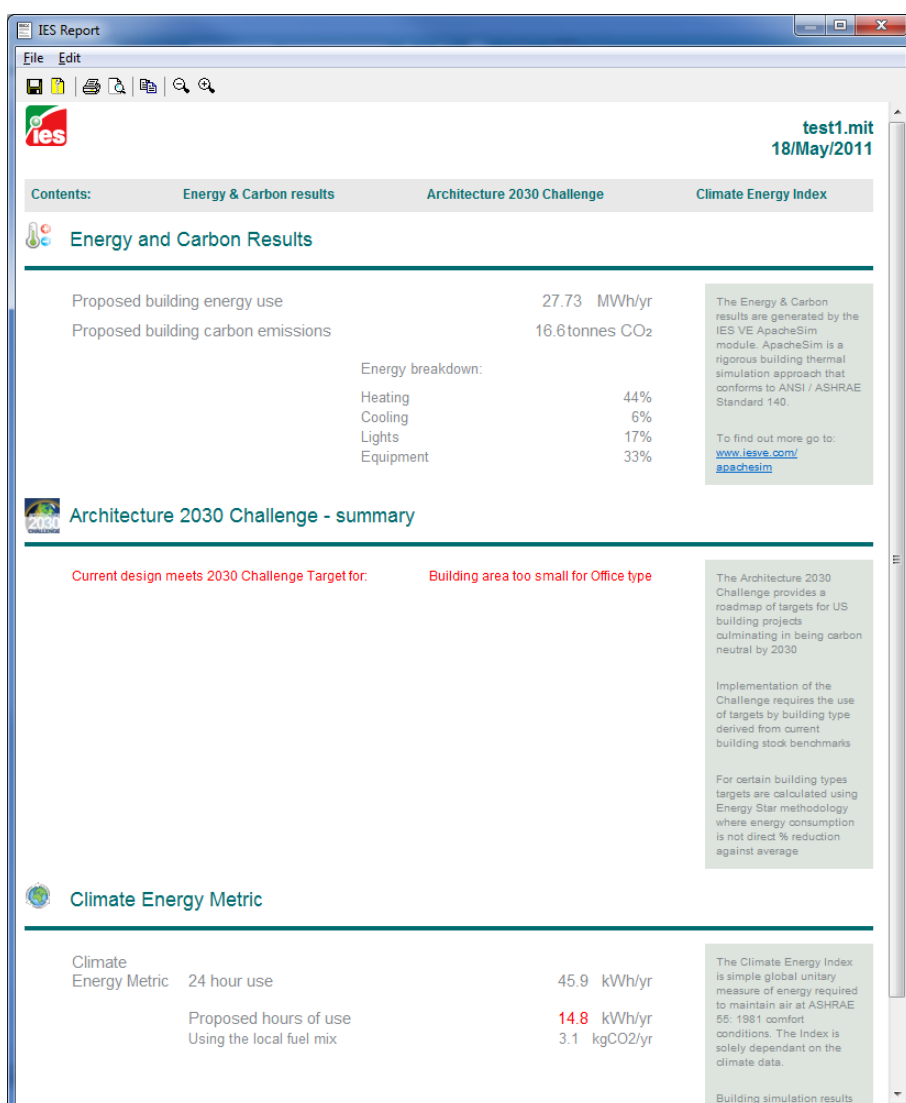 IES Report
File Edit
ies
test1.mit
18/May/2011
Contents: Energy & Carbon results Architecture 2030 Challenge Climate Energy Index
Energy and Carbon Results
Proposed building energy use 27.73 MWh/yr
Proposed building carbon emissions 16.6 tonnes CO₂
Energy breakdown:
Heating 44%
Cooling 6%
Lights 17%
Equipment 33%
The Energy & Carbon
results are generated by the
IES VE ApacheSim
module. ApacheSim is a
rigorous building thermal
simulation approach that
conforms to ANSI / ASHRAE
Standard 140.
To find out more go to:
www.iesve.com/
apachesim
2030
CHALLENGE
Architecture 2030 Challenge - summary
Current design meets 2030 Challenge Target for: Building area too small for Office type
The Architecture 2030
Challenge provides a
roadmap of targets for US
building projects
culminating in being carbon
neutral by 2030
Implementation of the
Challenge requires the use
of targets by building type
derived from current
building stock benchmarks
For certain building types
targets are calculated using
Energy Star methodology
where energy consumption
is not direct % reduction
against average
Climate Energy Metric
Climate
Energy Metric 24 hour use 45.9 kWh/yr
Proposed hours of use 14.8 kWh/yr
Using the local fuel mix 3.1 kgCO2/yr
The Climate Energy Index
is simple global unitary
measure of energy required
to maintain air at ASHRAE
55: 1981 comfort
conditions. The Index is
solely dependant on the
climate data.
Building simulation results